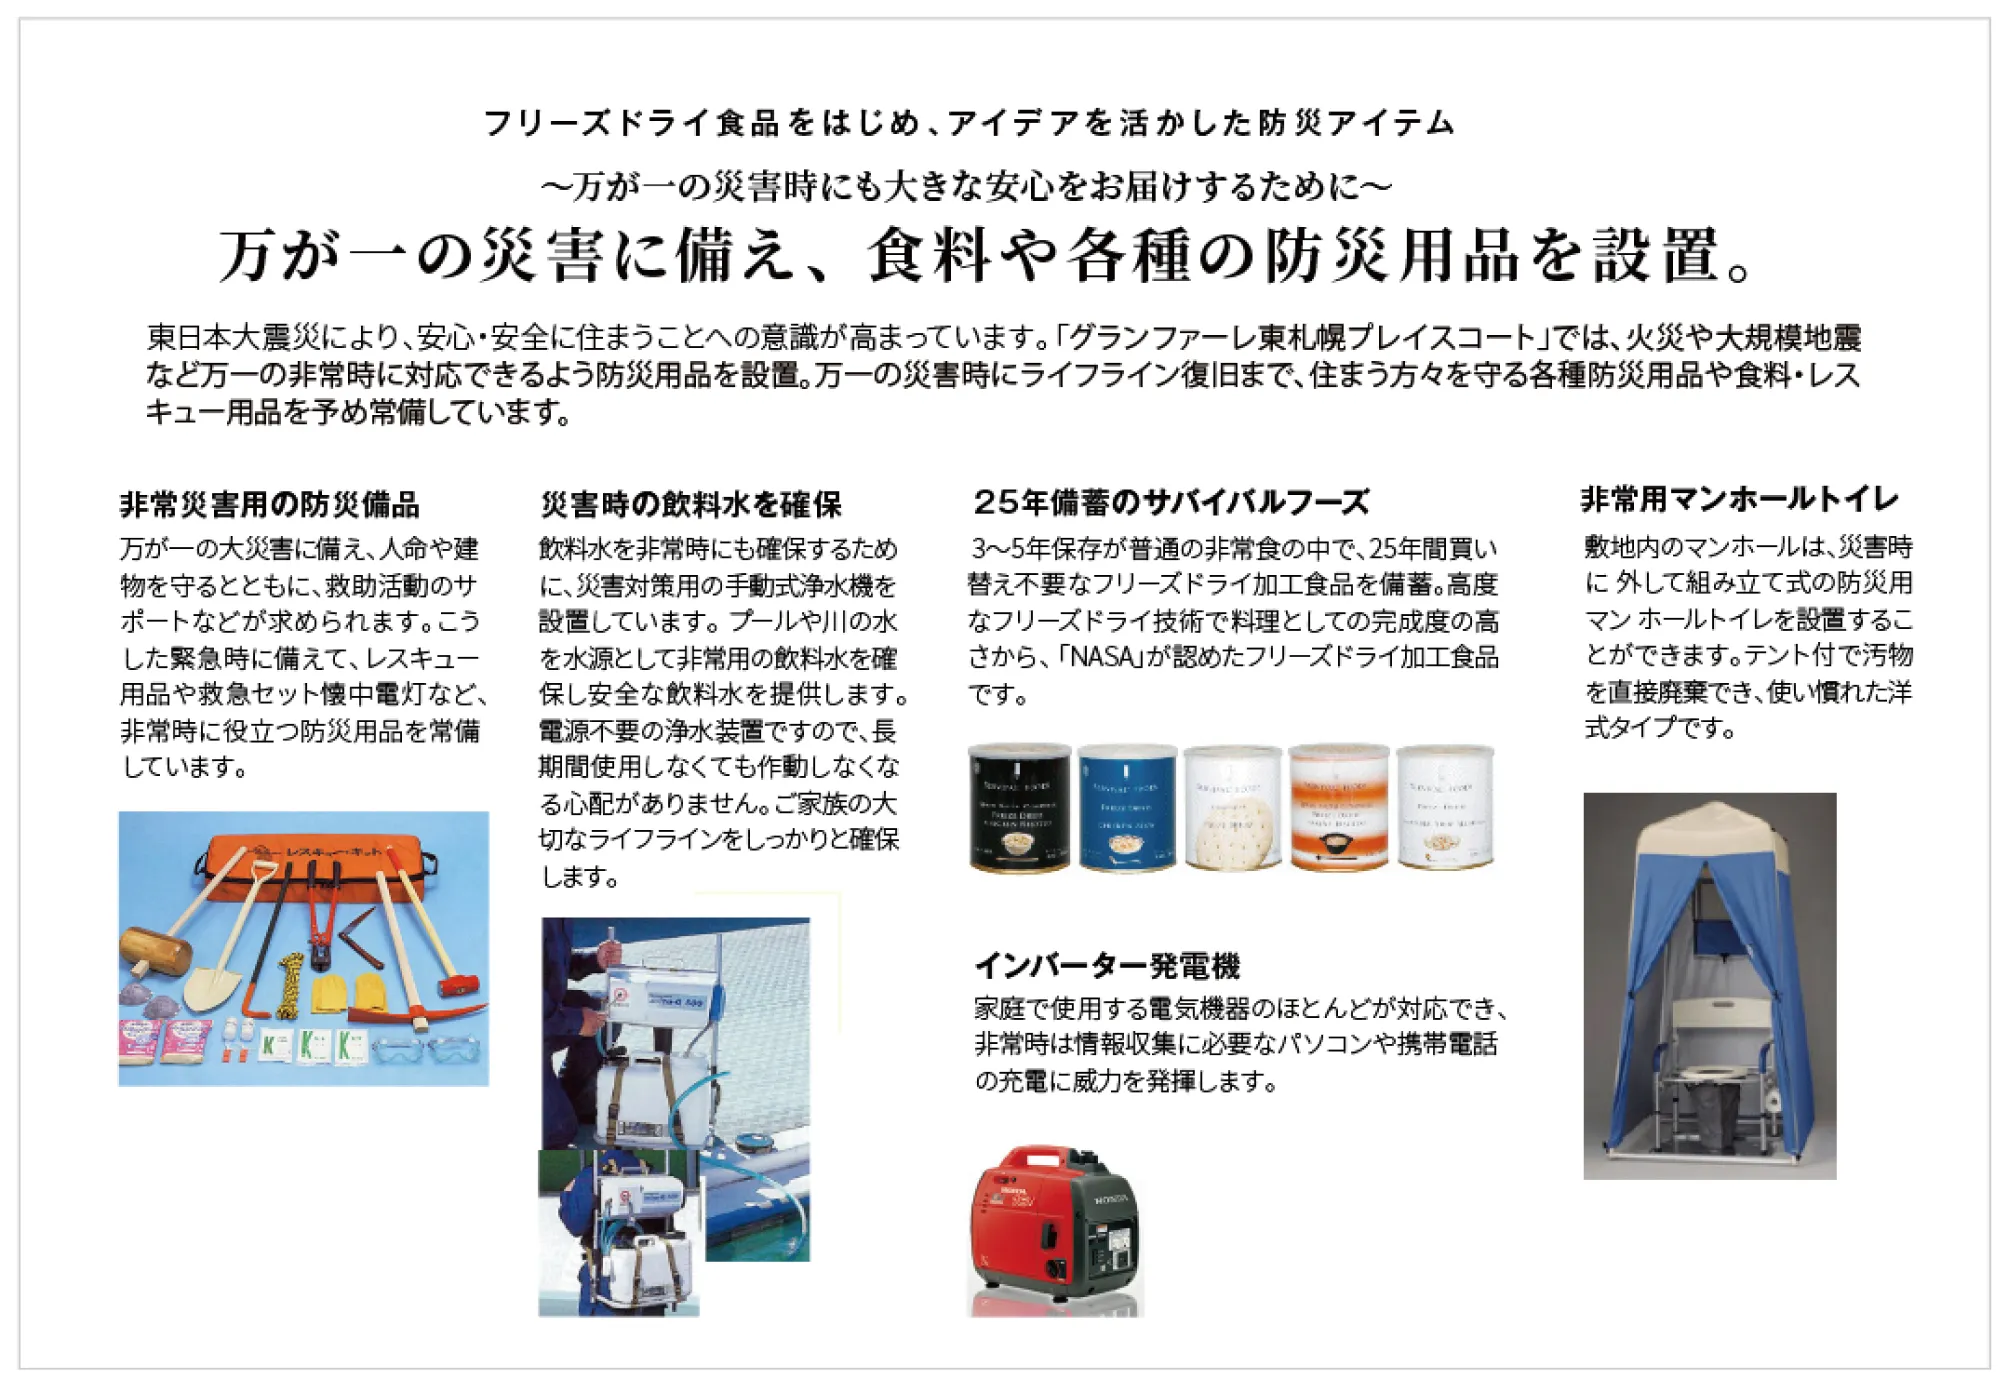 フリーズドライ食品をはじめ、アイデアを活かした防災アイテム
〜万が一の災害時にも大きな安心をお届けするために〜
万が一の災害に備え、食料や各種の防災用品を設置。
東日本大震災により、安心・安全に住まうことへの意識が高まっています。「グランファーレ東札幌プレイスコート」では、火災や大規模地震
など万一の非常時に対応できるよう防災用品を設置。万一の災害時にライフライン復旧まで、住まう方々を守る各種防災用品や食料・レス
キュー用品を予め常備しています。
非常災害用の防災備品
万が一の大災害に備え、人命や建
物を守るとともに、救助活動のサ
ポートなどが求められます。こう
した緊急時に備えて、レスキュー
用品や救急セット懐中電灯など、
非常時に役立つ防災用品を常備
しています。
レスキュー・キット
災害時の飲料水を確保
飲料水を非常時にも確保するため
に、災害対策用の手動式浄水機を
設置しています。プールや川の水
を水源として非常用の飲料水を確
保し安全な飲料水を提供します。
電源不要の浄水装置ですので、長
期間使用しなくても作動しなくな
る心配がありません。ご家族の大
切なライフラインをしっかりと確保
します。
25年備蓄のサバイバルフーズ
3〜5年保存が普通の非常食の中で、25年間買い
替え不要なフリーズドライ加工食品を備蓄。高度
なフリーズドライ技術で料理としての完成度の高
さから、「NASA」が認めたフリーズドライ加工食品
です。
インバーター発電機
家庭で使用する電気機器のほとんどが対応でき、
非常時は情報収集に必要なパソコンや携帯電話
の充電に威力を発揮します。
HONDA
HONDA
非常用マンホールトイレ
敷地内のマンホールは、災害時
に 外して組み立て式の防災用
マン ホールトイレを設置するこ
とができます。テント付で汚物
を直接廃棄でき、使い慣れた洋
式タイプです。